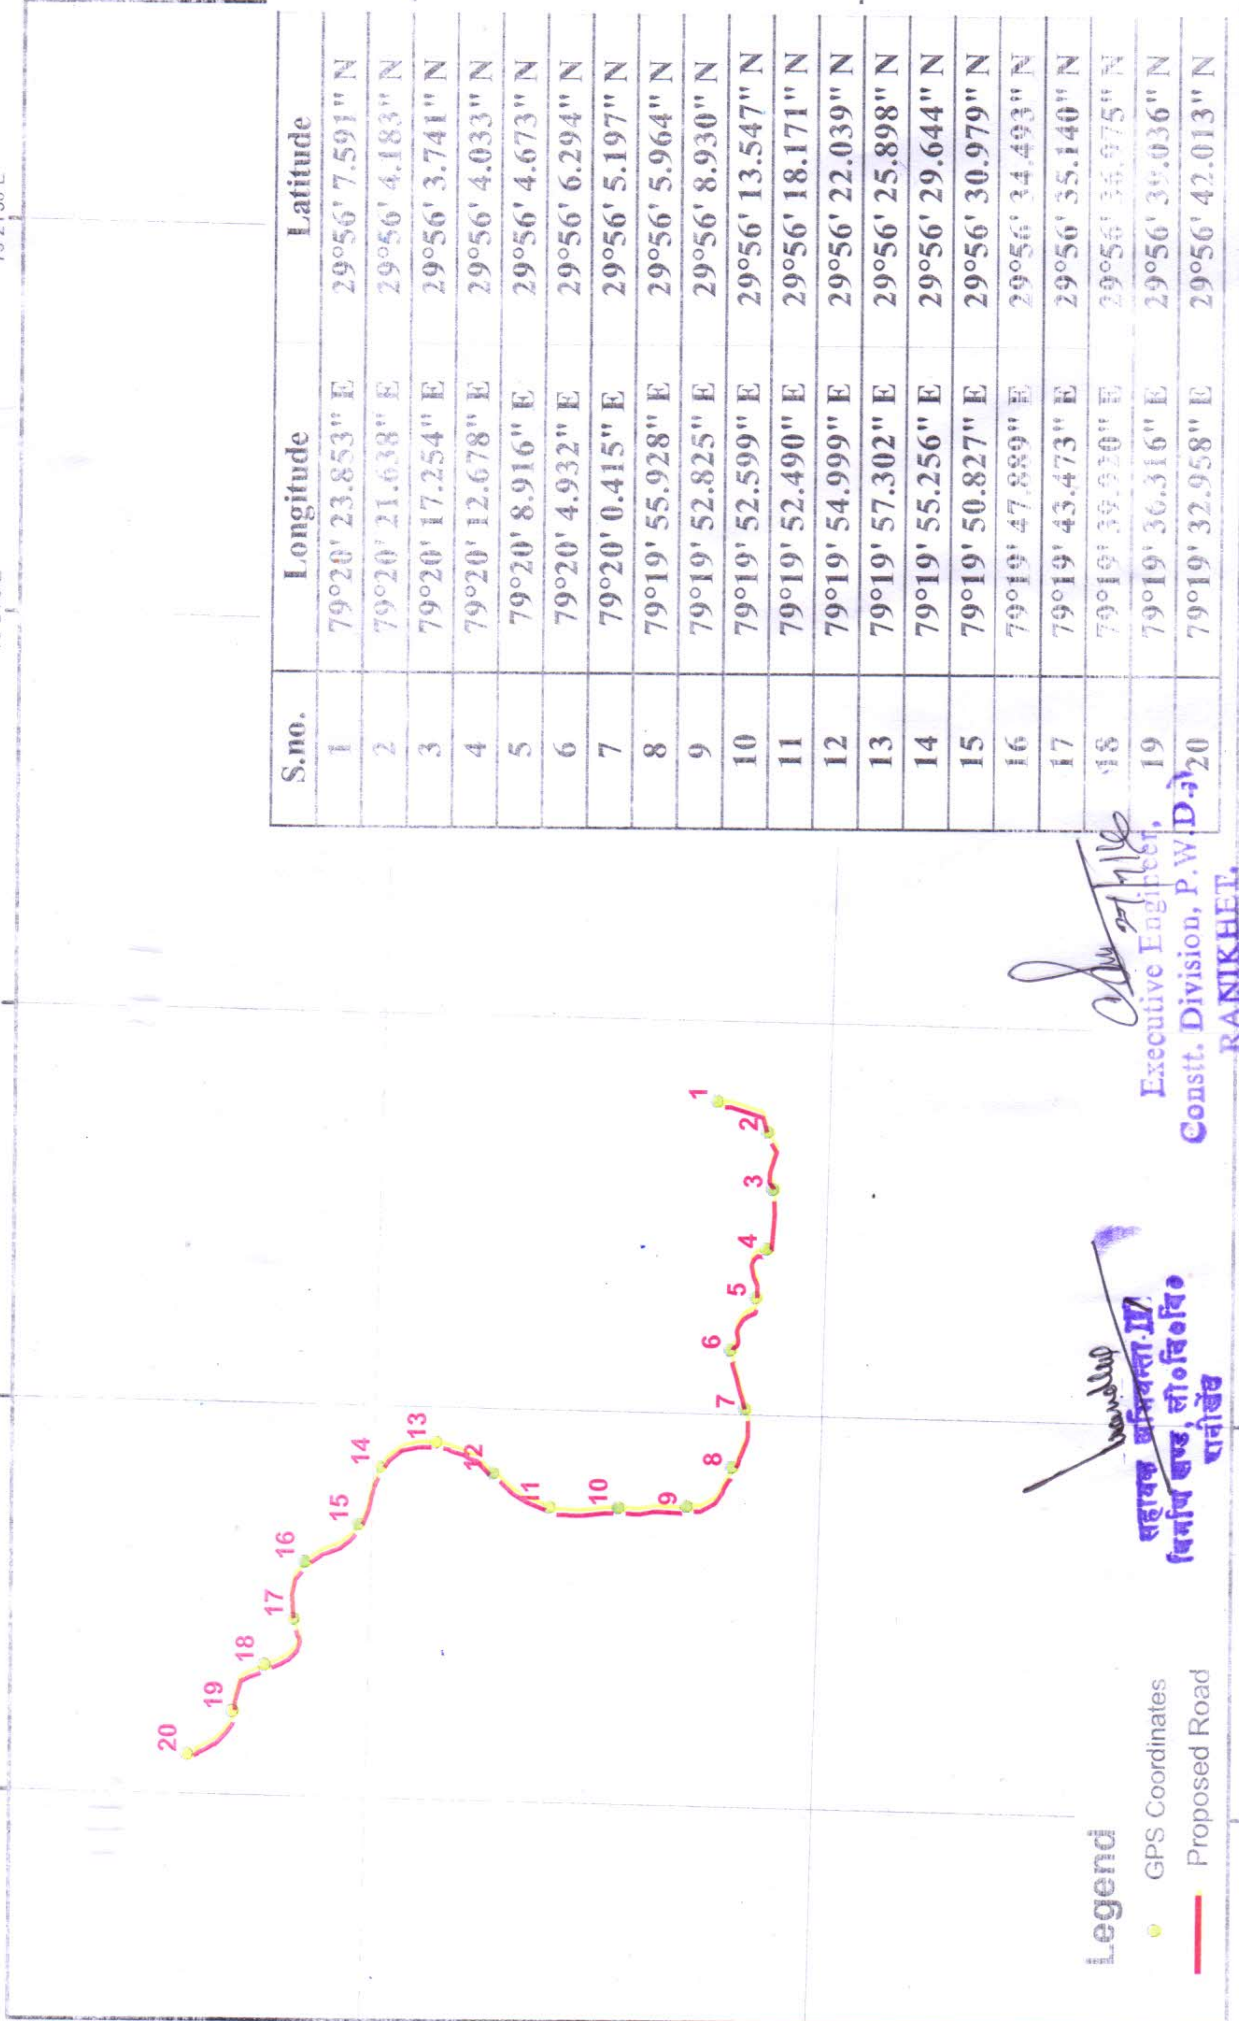 S.no. Longitude Latitude
1 79°20' 23.853" E 29°56' 7.591" N
2 79°20' 21.638" E 29°56' 4.183" N
3 79°20' 17.254" E 29°56' 3.741" N
4 79°20' 12.678" E 29°56' 4.033" N
5 79°20' 8.916" E 29°56' 4.673" N
6 79°20' 4.932" E 29°56' 6.294" N
7 79°20' 0.415" E 29°56' 5.197" N
8 79°19' 55.928" E 29°56' 5.964" N
9 79°19' 52.825" E 29°56' 8.930" N
10 79°19' 52.599" E 29°56' 13.547" N
11 79°19' 52.490" E 29°56' 18.171" N
12 79°19' 54.999" E 29°56' 22.039" N
13 79°19' 57.302" E 29°56' 25.898" N
14 79°19' 55.256" E 29°56' 29.644" N
15 79°19' 50.827" E 29°56' 30.979" N
16 79°19' 47.889" E 29°56' 34.493" N
17 79°19' 43.473" E 29°56' 35.140" N
18 79°19' E 29°56' N
19 79°19' 36.316" E 29°56' 39.036" N
20 79°19' 32.958"E 29°56' 42.013" N
20
19
18
17
16
15
14
13
12
11
10
9
8
7
6
5
4
3
2
1
Legend
GPS Coordinates
Proposed Road
सहायक अभियन्ता-III
निर्माण खण्ड, लो०नि०वि०
रानीखेत
Executive Engineer,
Constt. Division, P.W.D.
RANIKHET.